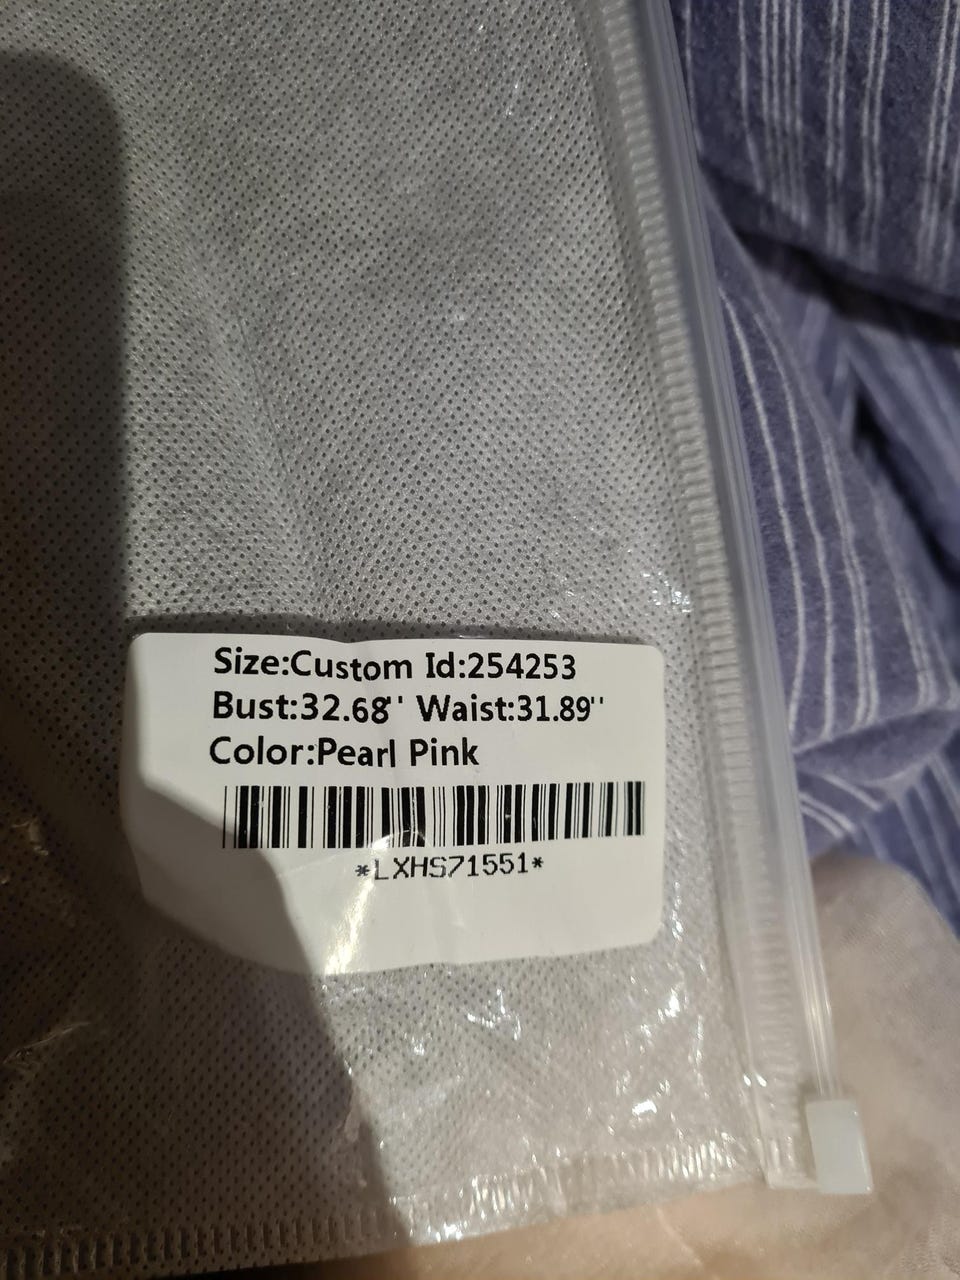 Size:Custom Id:254253
Bust:32.68'' Waist:31.89''
Color:Pearl Pink
*LXHS71551*